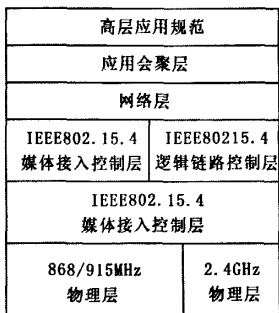 高层应用规范
应用会聚层
网络层
IEEE802.15.4 IEEE80215.4
媒体接入控制层 逻辑链路控制层
IEEE802.15.4
媒体接入控制层
868/915MHz 2.4GHz
物理层 物理层